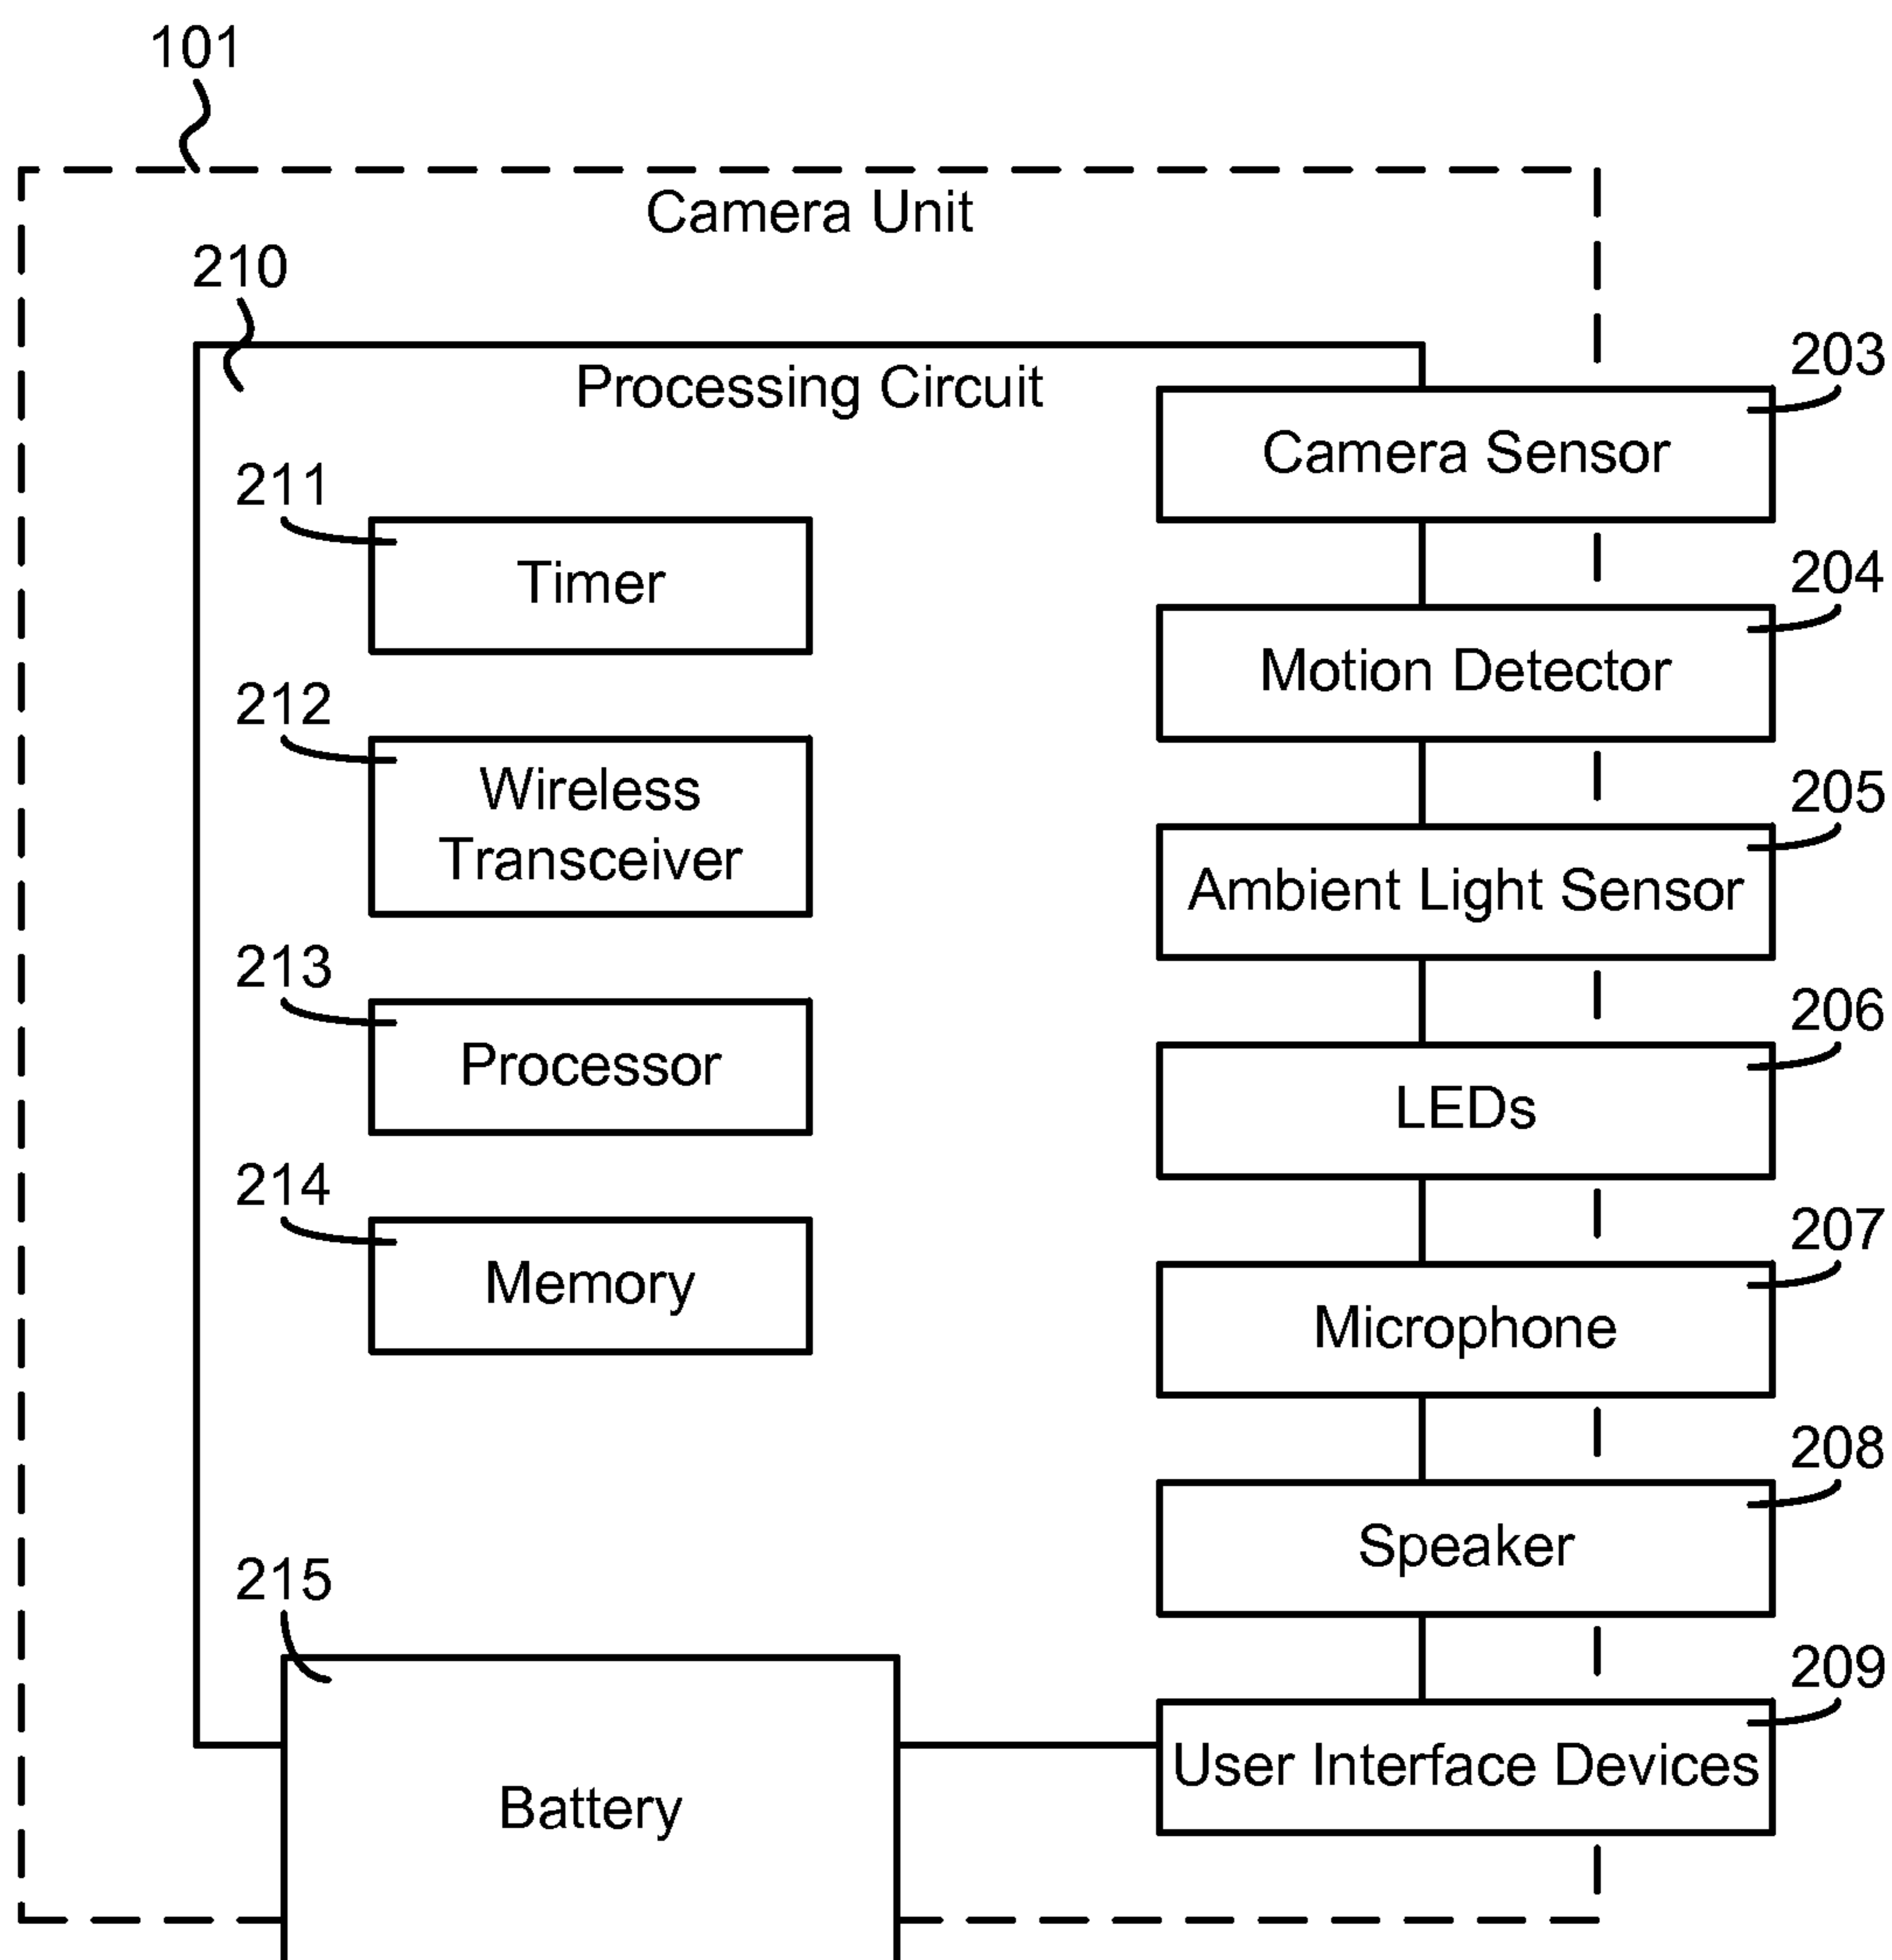 101
Camera Unit
210
Processing Circuit
203
Camera Sensor
211
Timer
204
Motion Detector
212
Wireless
Transceiver
205
Ambient Light Sensor
213
Processor
206
LEDs
214
Memory
207
Microphone
208
Speaker
215
Battery
209
User Interface Devices